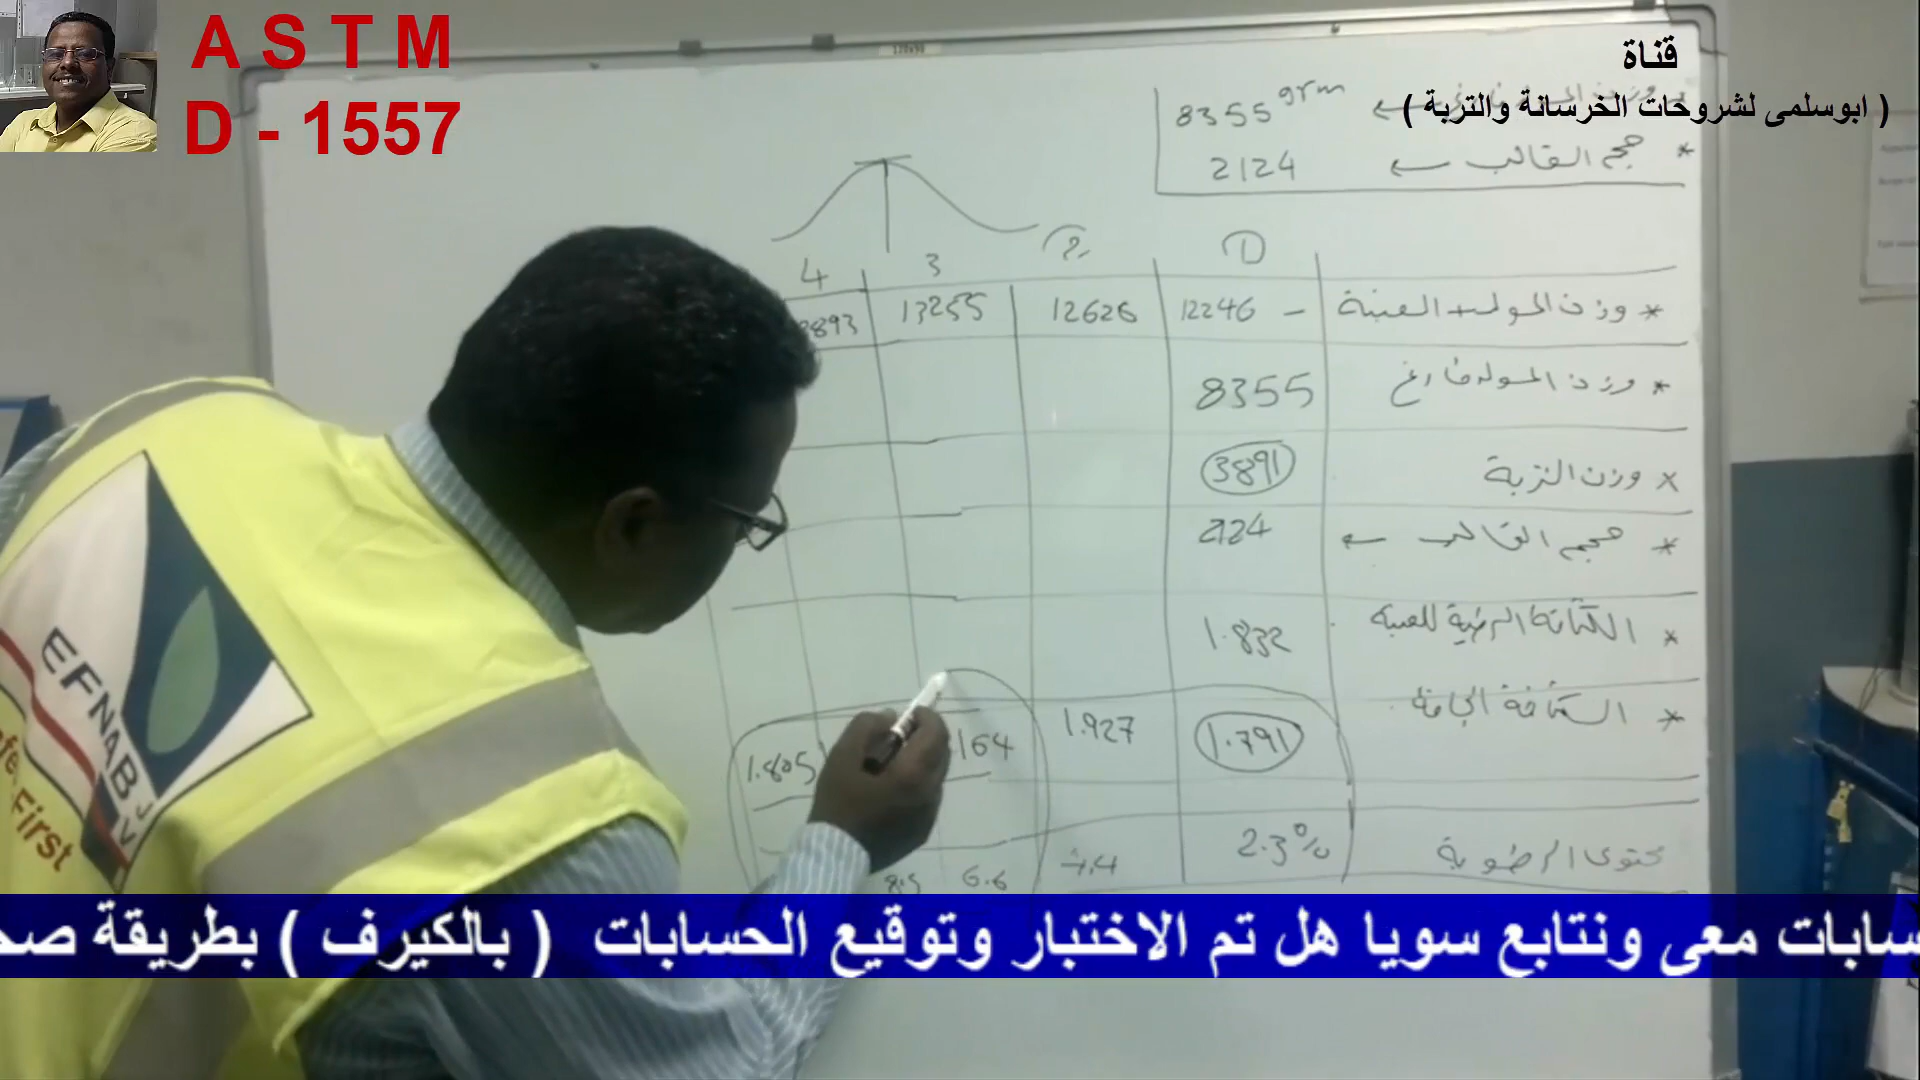 A S T M
D - 1557
قناة
( ابوسلمى لشروحات الخرسانة والتربة )
8355 grm ←
* حجم القالب ← 2124
① 2 3 4
* وزن المولد + العينة - 12246 12626 13255 893
* وزن المولد فارغ 8355
x وزن التربة 3891
* حجم القالب ← 2124
* الكثافة الرطبة للعينة 1.832
* الكثافة الجافة 1.791 1.927 164 1.805
محتوى الرطوبة 2.3% 4.4 6.6 8.5
EFNAB
First
سابات معى ونتابع سويا هل تم الاختبار وتوقيع الحسابات ( بالكيرف ) بطريقة صح